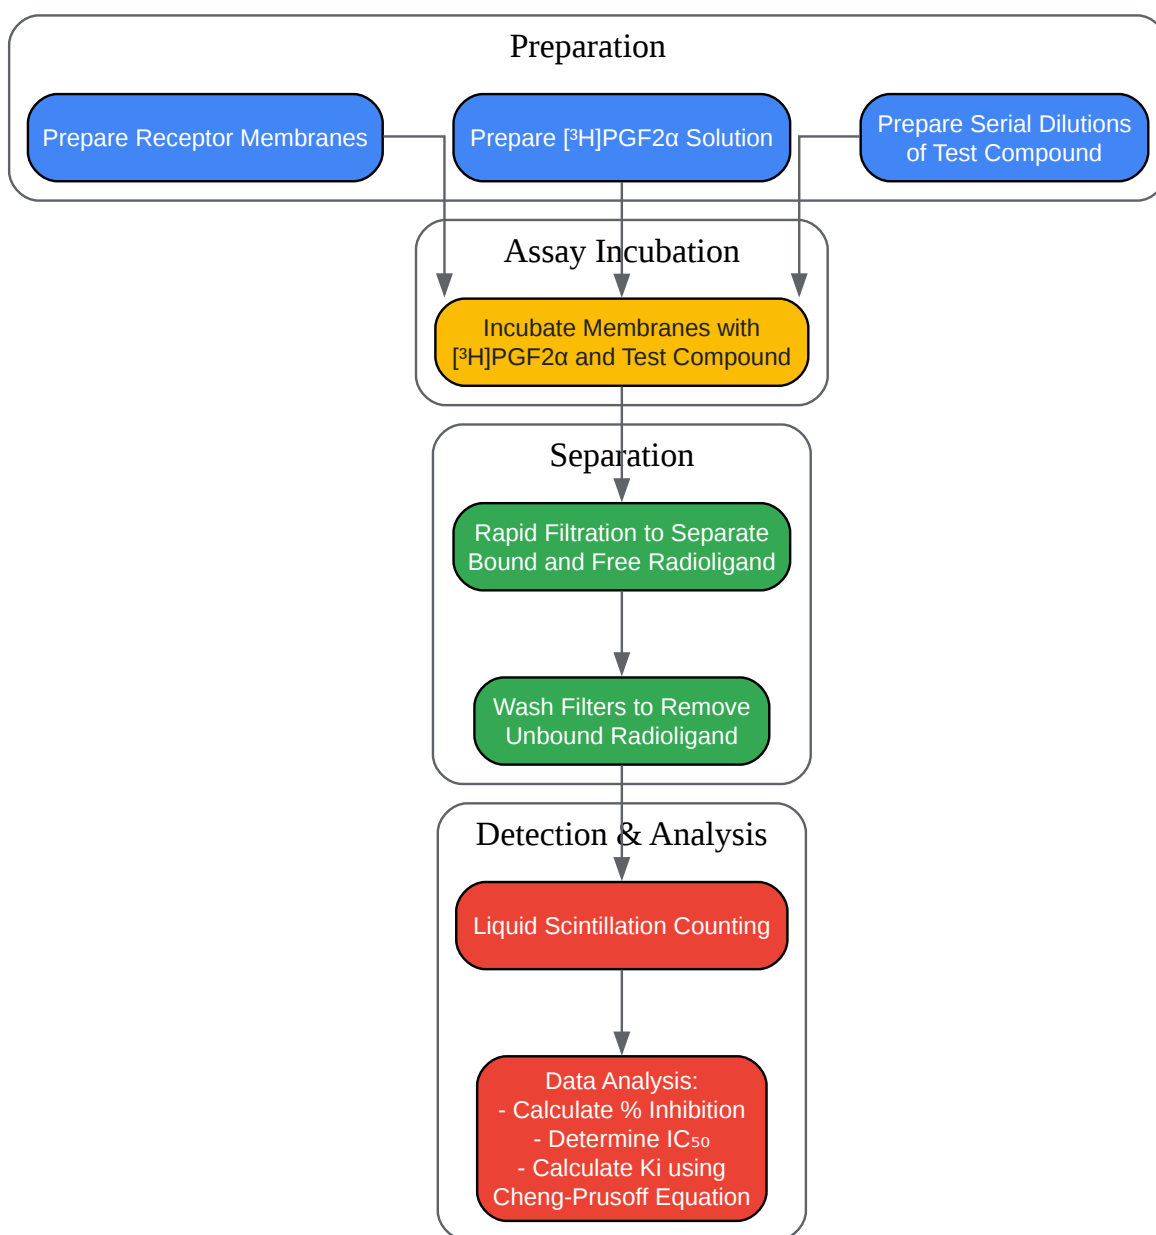 Preparation
Prepare Receptor Membranes
Prepare [³H]PGF2α Solution
Prepare Serial Dilutions
of Test Compound
Assay Incubation
Incubate Membranes with
[³H]PGF2α and Test Compound
Separation
Rapid Filtration to Separate
Bound and Free Radioligand
Wash Filters to Remove
Unbound Radioligand
Detection & Analysis
Liquid Scintillation Counting
Data Analysis:
- Calculate % Inhibition
- Determine IC₅₀
- Calculate Ki using
Cheng-Prusoff Equation